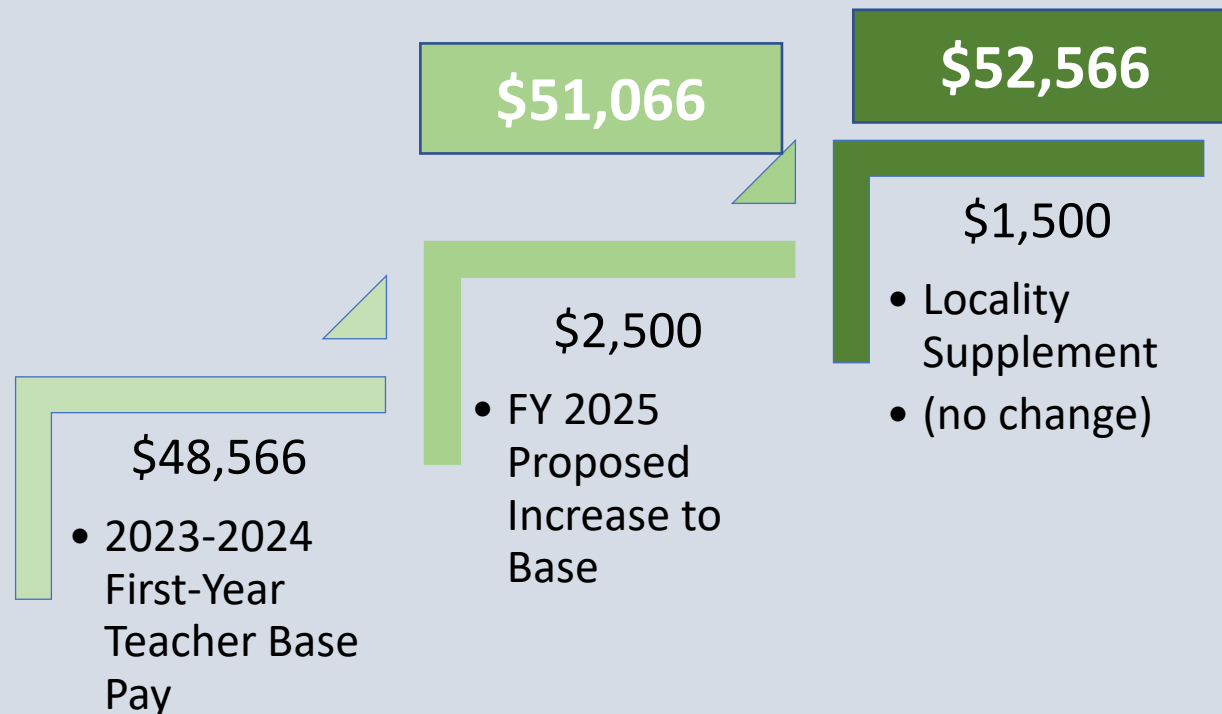 $48,566
• 2023-2024
First-Year
Teacher Base
Pay
$51,066
$2,500
• FY 2025
Proposed
Increase to
Base
$52,566
$1,500
• Locality
Supplement
• (no change)